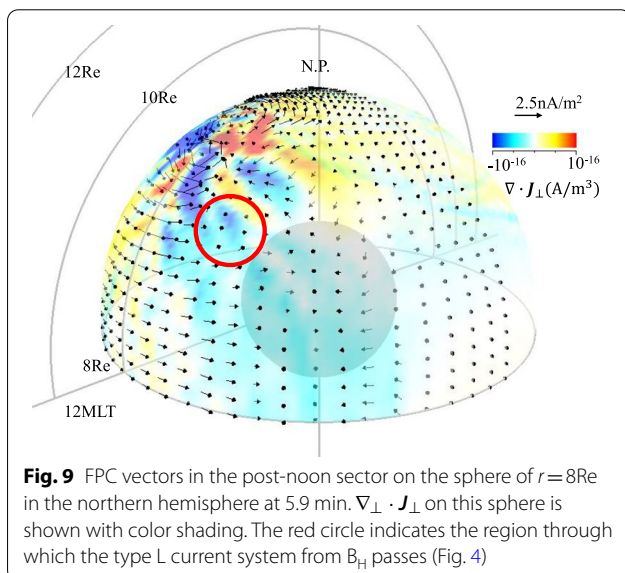 N.P.
12Re
10Re
2.5nA/m²
-10⁻¹⁶ 10⁻¹⁶
∇ · J⊥(A/m³)
8Re
12MLT
Fig. 9 FPC vectors in the post-noon sector on the sphere of r = 8Re
in the northern hemisphere at 5.9 min. ∇⊥ · J⊥ on this sphere is
shown with color shading. The red circle indicates the region through
which the type L current system from B_H passes (Fig. 4)